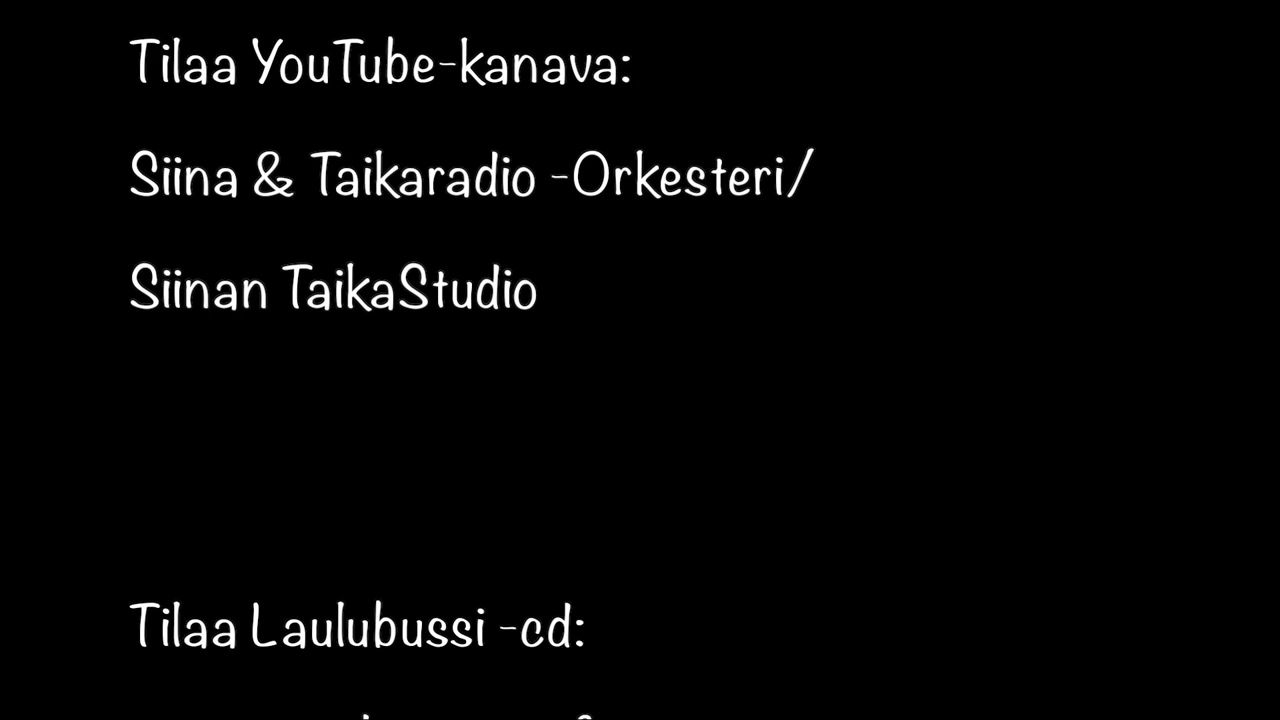 Tilaa YouTube-kanava:
Siina & Taikaradio -Orkesteri/
Siinan TaikaStudio
Tilaa Laulubussi -cd: